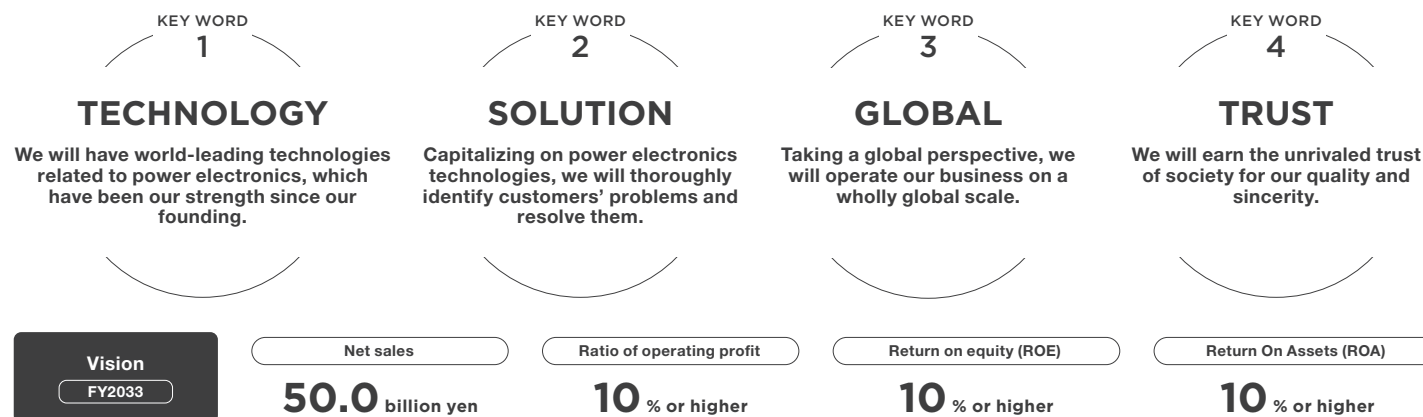 KEY WORD
1
TECHNOLOGY
We will have world-leading technologies
related to power electronics, which
have been our strength since our
founding.
KEY WORD
2
SOLUTION
Capitalizing on power electronics
technologies, we will thoroughly
identify customers’ problems and
resolve them.
KEY WORD
3
GLOBAL
Taking a global perspective, we
will operate our business on a
wholly global scale.
KEY WORD
4
TRUST
We will earn the unrivaled trust
of society for our quality and
sincerity.
Vision
FY2033
Net sales
50.0 billion yen
Ratio of operating profit
10 % or higher
Return on equity (ROE)
10 % or higher
Return On Assets (ROA)
10 % or higher